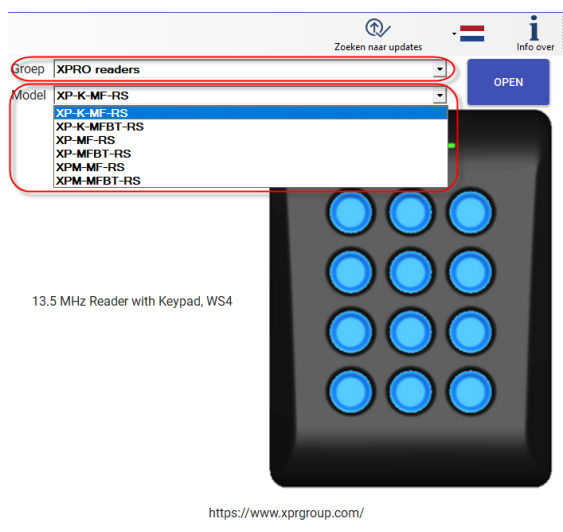 Zoeken naar updates
Info over
Groep XPRO readers
OPEN
Model XP-K-MF-RS
XP-K-MF-RS
XP-K-MFBT-RS
XP-MF-RS
XP-MFBT-RS
XPM-MF-RS
XPM-MFBT-RS
13.5 MHz Reader with Keypad, WS4
https://www.xprgroup.com/